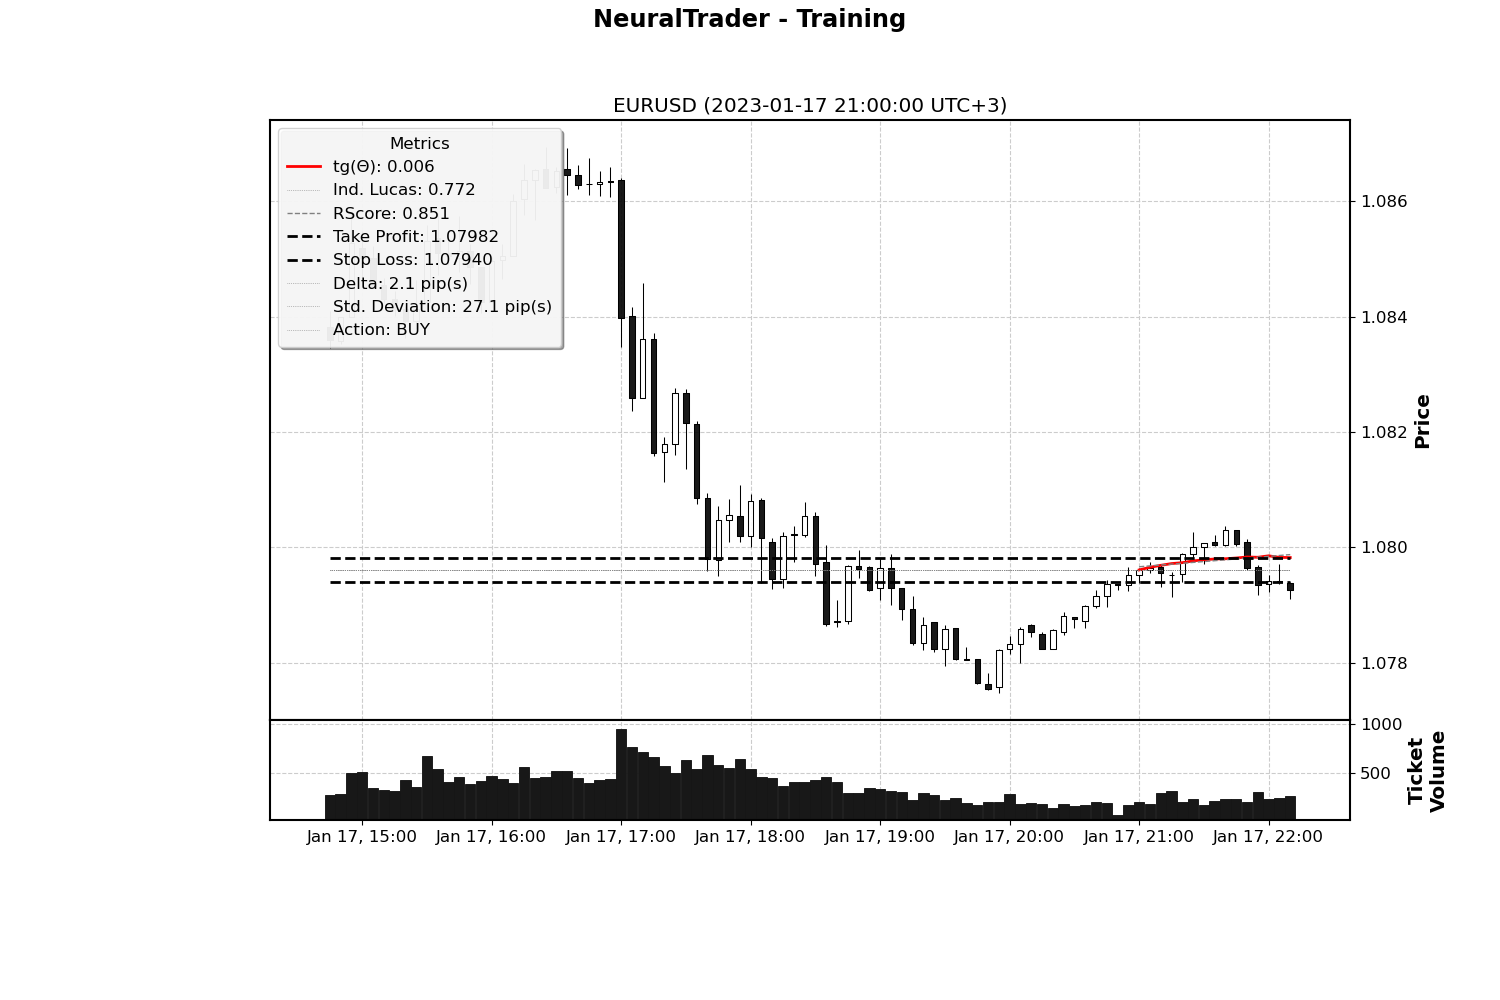 NeuralTrader - Training
EURUSD (2023-01-17 21:00:00 UTC+3)
Metrics
tg(Θ): 0.006
Ind. Lucas: 0.772
RScore: 0.851
Take Profit: 1.07982
Stop Loss: 1.07940
Delta: 2.1 pip(s)
Std. Deviation: 27.1 pip(s)
Action: BUY
1.086
1.084
1.082
1.080
1.078
Price
1000
500
Ticket
Volume
Jan 17, 15:00 Jan 17, 16:00 Jan 17, 17:00 Jan 17, 18:00 Jan 17, 19:00 Jan 17, 20:00 Jan 17, 21:00 Jan 17, 22:00